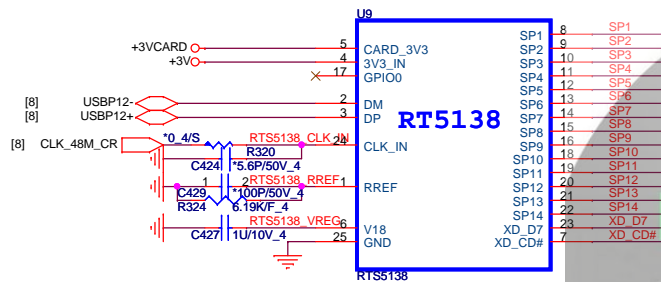 U9
+3VCARD 5 CARD_3V3 SP1 8 SP1
+3V 4 3V3_IN SP2 9 SP2
17 GPIO0 SP3 10 SP3
SP4 11 SP4
SP5 12 SP5
[8] USBP12- 2 DM SP6 13 SP6
[8] USBP12+ 3 DP SP7 14 SP7
RT5138 SP8 15 SP8
[8] CLK_48M_CR *0_4/S RTS5138_CLK_IN 24 CLK_IN SP9 16 SP9
R320 SP10 18 SP10
C424 *5.6P/50V_4 SP11 19 SP11
1 2 RTS5138_RREF 1 RREF SP12 20 SP12
C429 *100P/50V_4 SP13 21 SP13
R324 6.19K/F_4 SP14 22 SP14
RTS5138_VREG 6 V18 XD_D7 23 XD_D7
C427 1U/10V_4 25 GND XD_CD# 7 XD_CD#
RTS5138